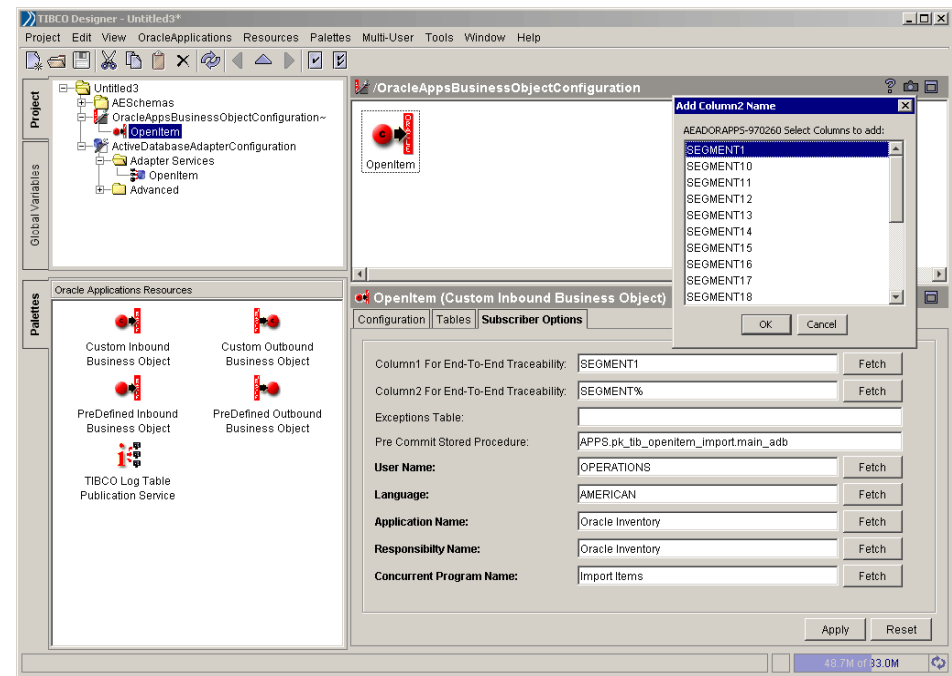 TIBCO Designer - Untitled3*
Project Edit View OracleApplications Resources Palettes Multi-User Tools Window Help
Project
Global Variables
Untitled3
AESchemas
OracleAppsBusinessObjectConfiguration~
OpenItem
ActiveDatabaseAdapterConfiguration
Adapter Services
OpenItem
Advanced
/OracleAppsBusinessObjectConfiguration
OpenItem
Add Column2 Name
AEADORAPPS-970260 Select Columns to add:
SEGMENT1
SEGMENT10
SEGMENT11
SEGMENT12
SEGMENT13
SEGMENT14
SEGMENT15
SEGMENT16
SEGMENT17
SEGMENT18
OK Cancel
Palettes
Oracle Applications Resources
Custom Inbound Business Object
Custom Outbound Business Object
PreDefined Inbound Business Object
PreDefined Outbound Business Object
TIBCO Log Table Publication Service
OpenItem (Custom Inbound Business Object)
Configuration Tables Subscriber Options
Column1 For End-To-End Traceability: SEGMENT1 Fetch
Column2 For End-To-End Traceability: SEGMENT% Fetch
Exceptions Table:
Pre Commit Stored Procedure: APPS.pk_tib_openitem_import.main_adb
User Name: OPERATIONS Fetch
Language: AMERICAN Fetch
Application Name: Oracle Inventory Fetch
Responsibilty Name: Oracle Inventory Fetch
Concurrent Program Name: Import Items Fetch
Apply Reset
48.7M of 83.0M